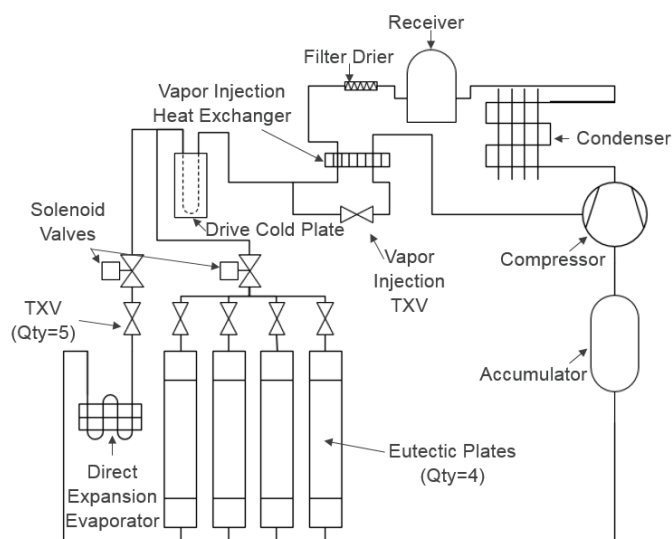 Receiver
Filter Drier
Vapor Injection
Heat Exchanger
Condenser
Solenoid
Valves
Drive Cold Plate
Vapor
Injection
TXV
Compressor
TXV
(Qty=5)
Accumulator
Eutectic Plates
(Qty=4)
Direct
Expansion
Evaporator